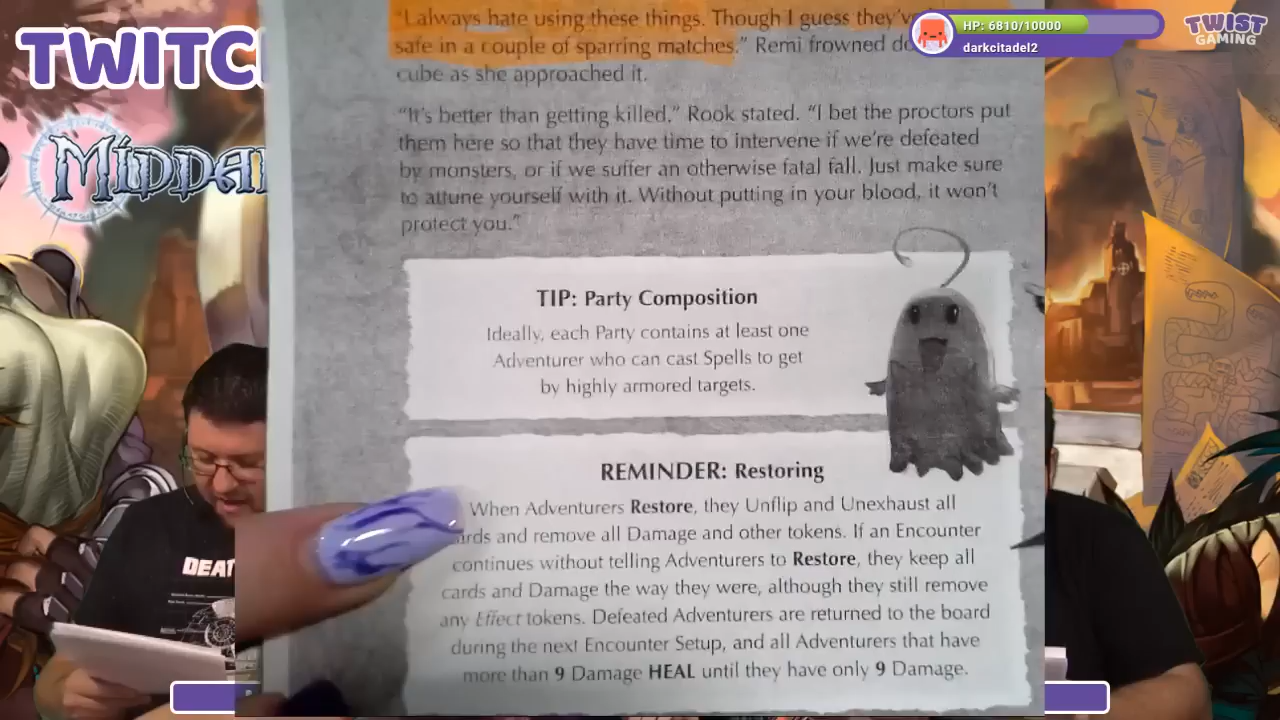 "I always hate using these things. Though I guess they'v
safe in a couple of sparring matches." Remi frowned do
cube as she approached it.
"It's better than getting killed," Rook stated. "I bet the proctors put
them here so that they have time to intervene if we're defeated
by monsters, or if we suffer an otherwise fatal fall. Just make sure
to attune yourself with it. Without putting in your blood, it won't
protect you."
TIP: Party Composition
Ideally, each Party contains at least one
Adventurer who can cast Spells to get
by highly armored targets.
REMINDER: Restoring
When Adventurers Restore, they Unflip and Unexhaust all
ards and remove all Damage and other tokens. If an Encounter
continues without telling Adventurers to Restore, they keep all
cards and Damage the way they were, although they still remove
any Effect tokens. Defeated Adventurers are returned to the board
during the next Encounter Setup, and all Adventurers that have
more than 9 Damage HEAL until they have only 9 Damage.
TWITC
MIDDA
DEAT
HP: 6810/10000
darkcitadel2
TWIST
GAMING